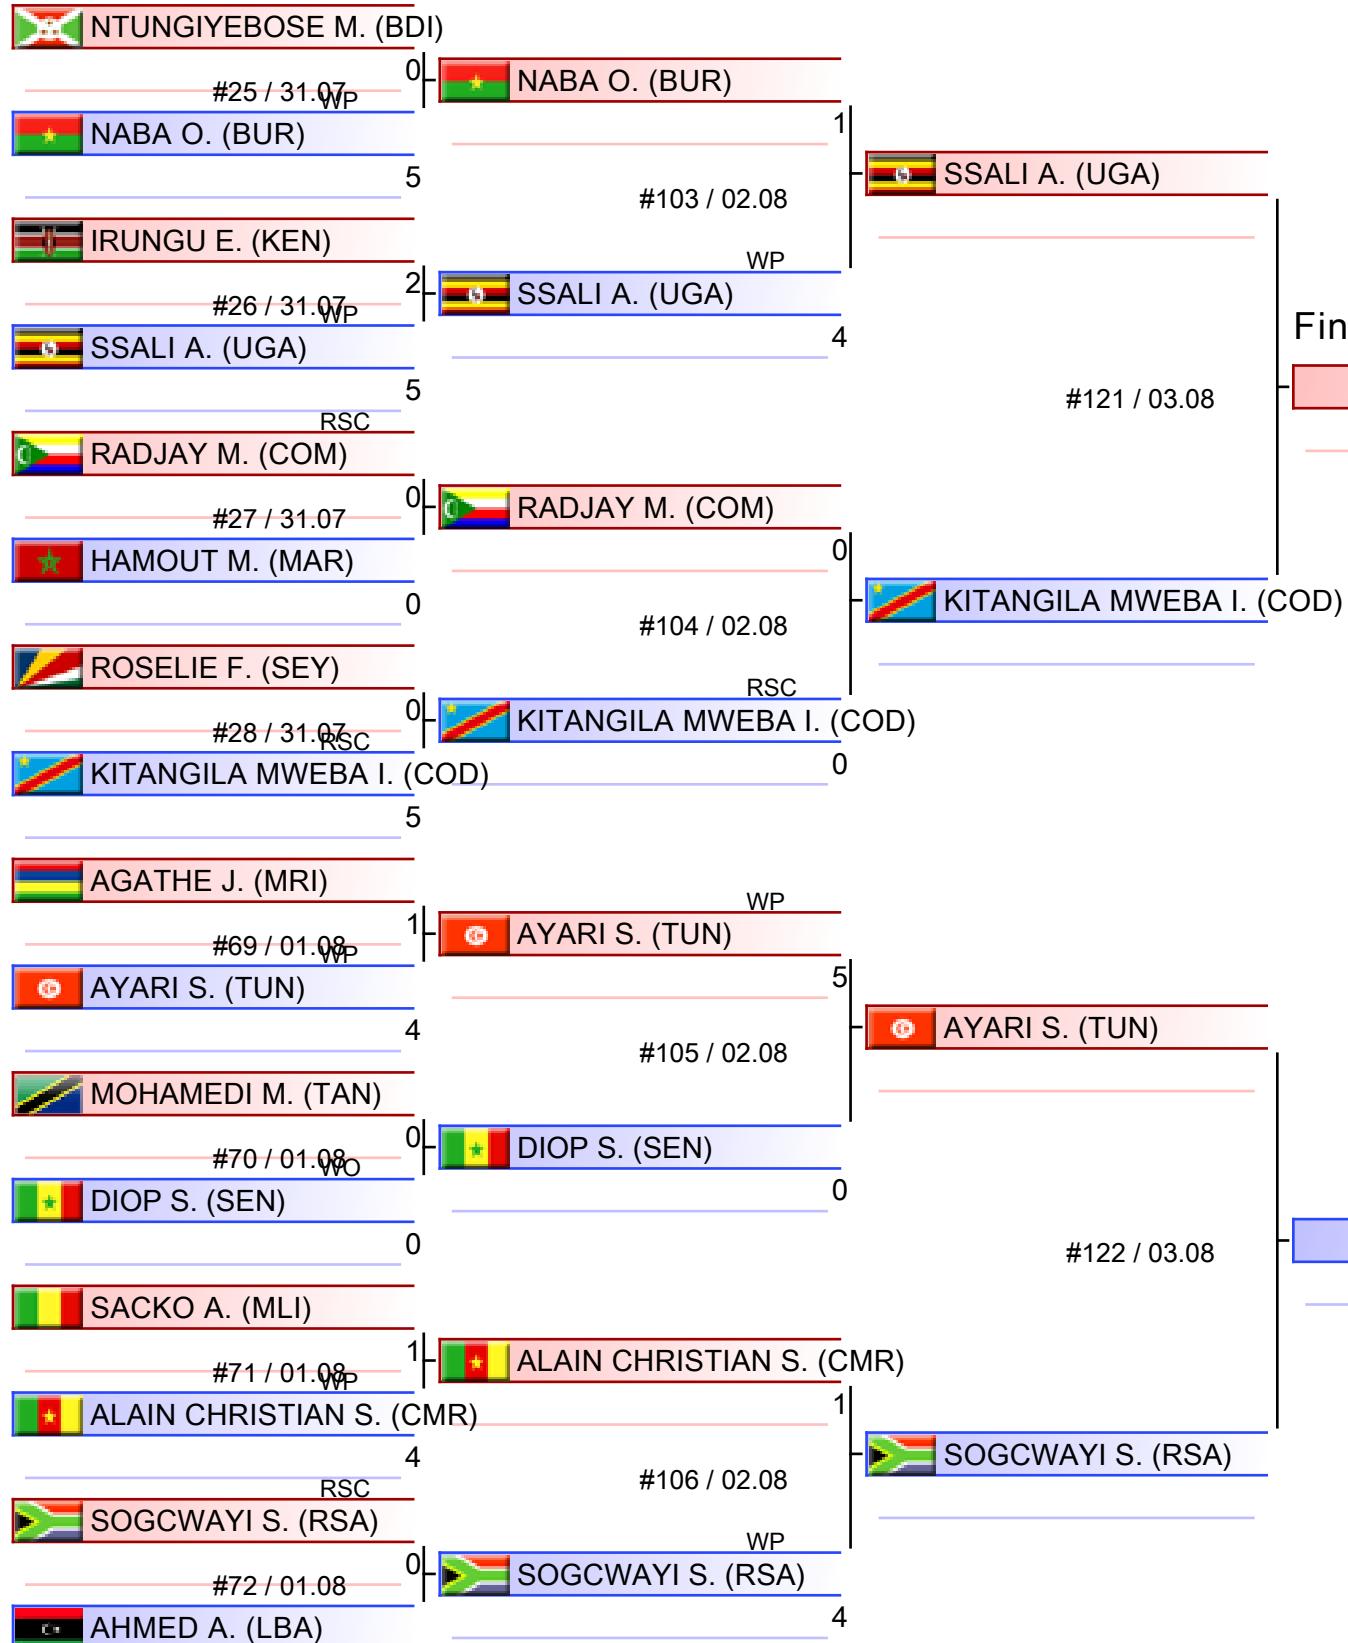 NTUNGIYEBOSE M. (BDI)
0
#25 / 31.07
WP
NABA O. (BUR)
5
IRUNGU E. (KEN)
2
#26 / 31.07
WP
SSALI A. (UGA)
5
RSC
RADJAY M. (COM)
0
#27 / 31.07
HAMOUT M. (MAR)
0
ROSELIE F. (SEY)
0
#28 / 31.07
RSC
KITANGILA MWEBA I. (COD)
5
AGATHE J. (MRI)
1
#69 / 01.08
WP
AYARI S. (TUN)
4
MOHAMEDI M. (TAN)
0
#70 / 01.08
WO
DIOP S. (SEN)
0
SACKO A. (MLI)
1
#71 / 01.08
WP
ALAIN CHRISTIAN S. (CMR)
4
RSC
SOGCWAYI S. (RSA)
0
#72 / 01.08
AHMED A. (LBA)
NABA O. (BUR)
1
#103 / 02.08
WP
SSALI A. (UGA)
4
RADJAY M. (COM)
0
#104 / 02.08
RSC
KITANGILA MWEBA I. (COD)
0
WP
AYARI S. (TUN)
5
#105 / 02.08
DIOP S. (SEN)
0
ALAIN CHRISTIAN S. (CMR)
1
#106 / 02.08
WP
SOGCWAYI S. (RSA)
4
SSALI A. (UGA)
#121 / 03.08
KITANGILA MWEBA I. (COD)
AYARI S. (TUN)
#122 / 03.08
SOGCWAYI S. (RSA)
Fin